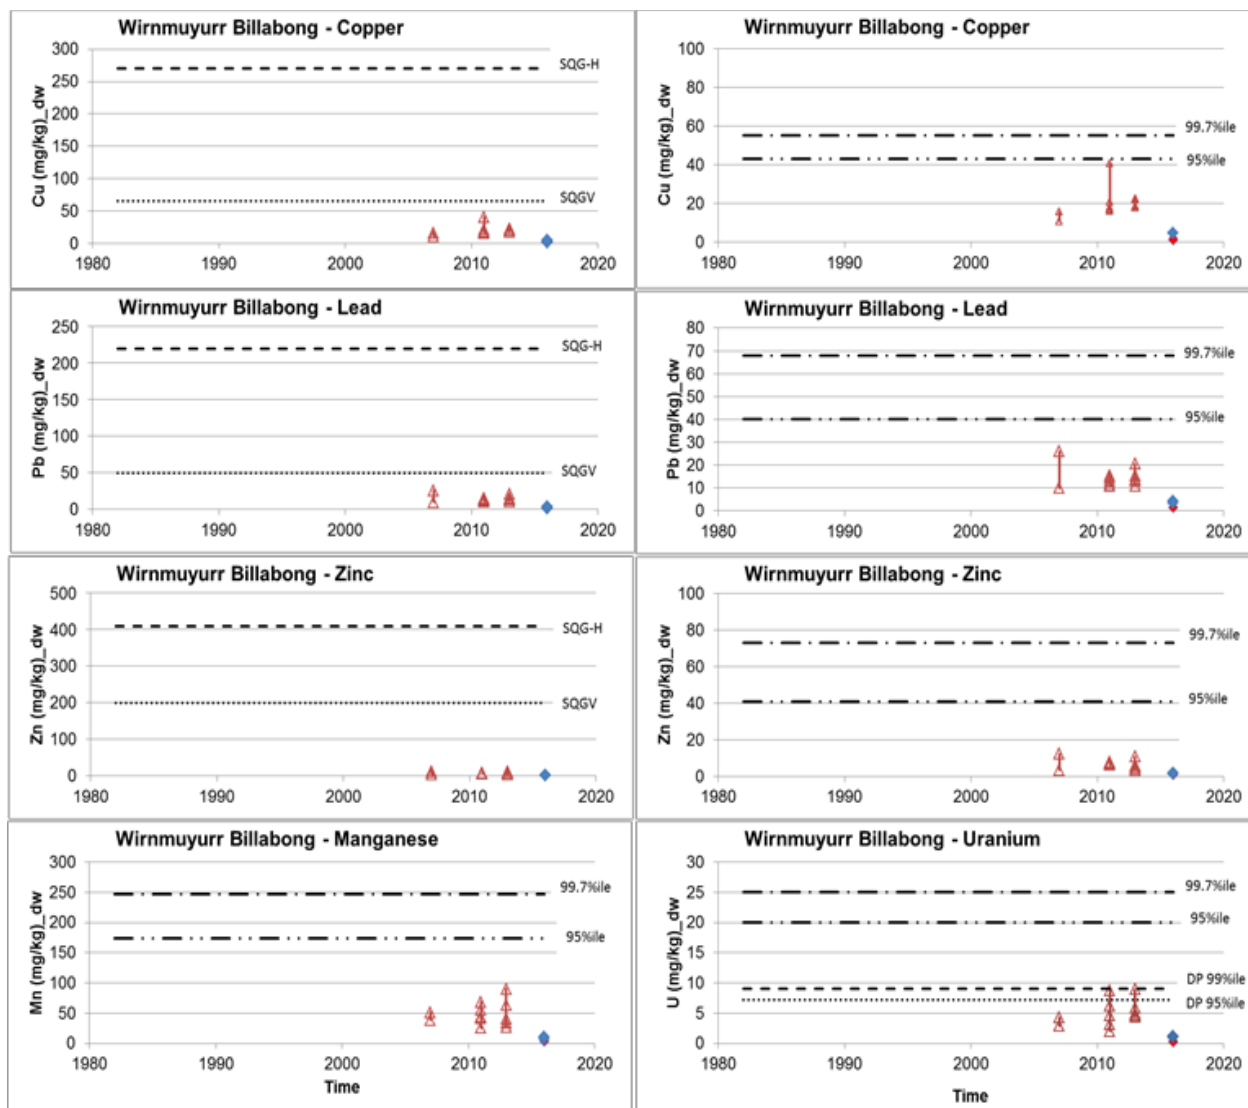 Wirnmuyurr Billabong - Copper
Cu (mg/kg)_dw
300
250
200
150
100
50
0
SQG-H
SQGV
1980 1990 2000 2010 2020
Wirnmuyurr Billabong - Copper
Cu (mg/kg)_dw
100
80
60
40
20
0
99.7%ile
95%ile
1980 1990 2000 2010 2020
Wirnmuyurr Billabong - Lead
Pb (mg/kg)_dw
250
200
150
100
50
0
SQG-H
SQGV
1980 1990 2000 2010 2020
Wirnmuyurr Billabong - Lead
Pb (mg/kg)_dw
80
70
60
50
40
30
20
10
0
99.7%ile
95%ile
1980 1990 2000 2010 2020
Wirnmuyurr Billabong - Zinc
Zn (mg/kg)_dw
500
400
300
200
100
0
SQG-H
SQGV
1980 1990 2000 2010 2020
Wirnmuyurr Billabong - Zinc
Zn (mg/kg)_dw
100
80
60
40
20
0
99.7%ile
95%ile
1980 1990 2000 2010 2020
Wirnmuyurr Billabong - Manganese
Mn (mg/kg)_dw
300
250
200
150
100
50
0
99.7%ile
95%ile
1980 1990 2000 2010 2020
Time
Wirnmuyurr Billabong - Uranium
U (mg/kg)_dw
30
25
20
15
10
5
0
99.7%ile
95%ile
DP 99%ile
DP 95%ile
1980 1990 2000 2010 2020
Time